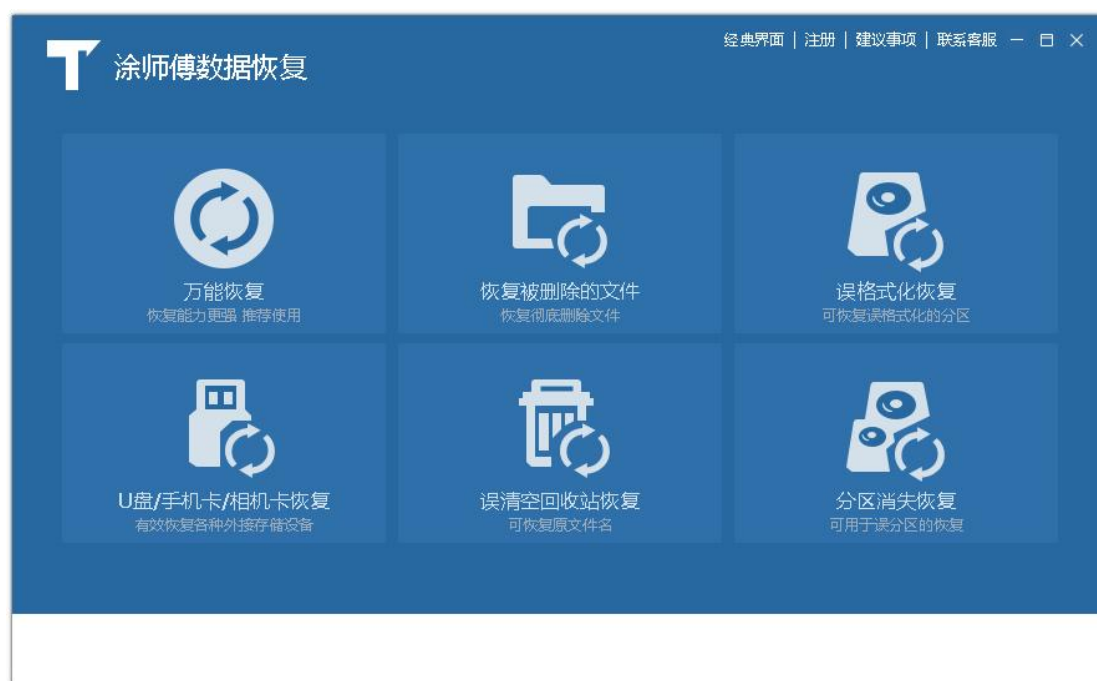 经典界面 | 注册 | 建议事项 | 联系客服
涂师傅数据恢复
万能恢复
恢复能力更强 推荐使用
恢复被删除的文件
恢复彻底删除文件
误格式化恢复
可恢复误格式化的分区
U盘/手机卡/相机卡恢复
有效恢复各种外接存储设备
误清空回收站恢复
可恢复原文件名
分区消失恢复
可用于误分区的恢复